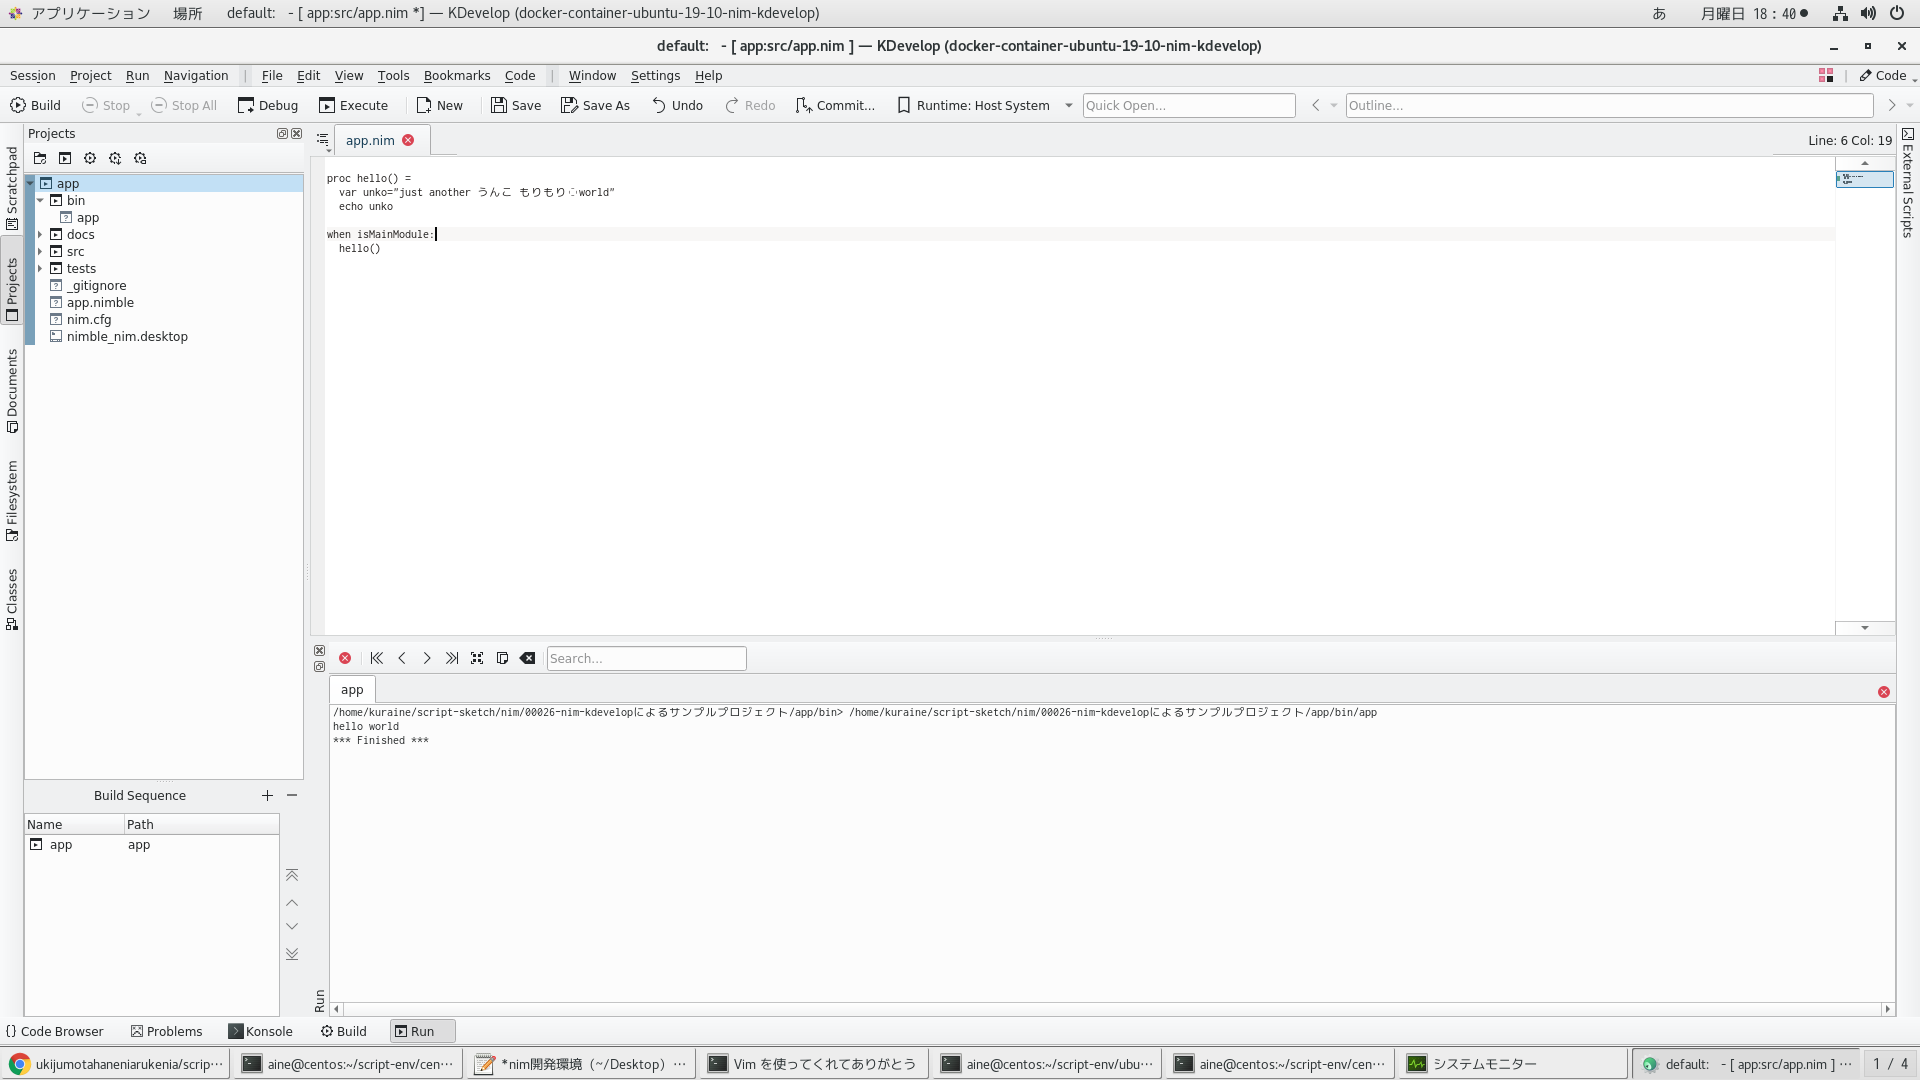 アプリケーション 場所 default: - [ app:src/app.nim *] — KDevelop (docker-container-ubuntu-19-10-nim-kdevelop) あ 月曜日 18：40
default: - [ app:src/app.nim ] — KDevelop (docker-container-ubuntu-19-10-nim-kdevelop)
Session Project Run Navigation File Edit View Tools Bookmarks Code Window Settings Help Code
Build Stop Stop All Debug Execute New Save Save As Undo Redo Commit... Runtime: Host System Quick Open... Outline...
Projects
app.nim
Line: 6 Col: 19
Scratchpad
Projects
Documents
Filesystem
Classes
External Scripts
app
bin
app
docs
src
tests
_gitignore
app.nimble
nim.cfg
nimble_nim.desktop
proc hello() =
var unko="just another うんこ もりもり world"
echo unko
when isMainModule:
hello()
Build Sequence
Name Path
app app
Search...
app
/home/kuraine/script-sketch/nim/00026-nim-kdevelopによるサンプルプロジェクト/app/bin> /home/kuraine/script-sketch/nim/00026-nim-kdevelopによるサンプルプロジェクト/app/bin/app
hello world
*** Finished ***
Run
Code Browser Problems Konsole Build Run
ukijumotahaneniarukenia/scrip… aine@centos:~/script-env/cen… *nim開発環境（~/Desktop）… Vim を使ってくれてありがとう aine@centos:~/script-env/ubu… aine@centos:~/script-env/cen… システムモニター default: - [ app:src/app.nim ] … 1 / 4